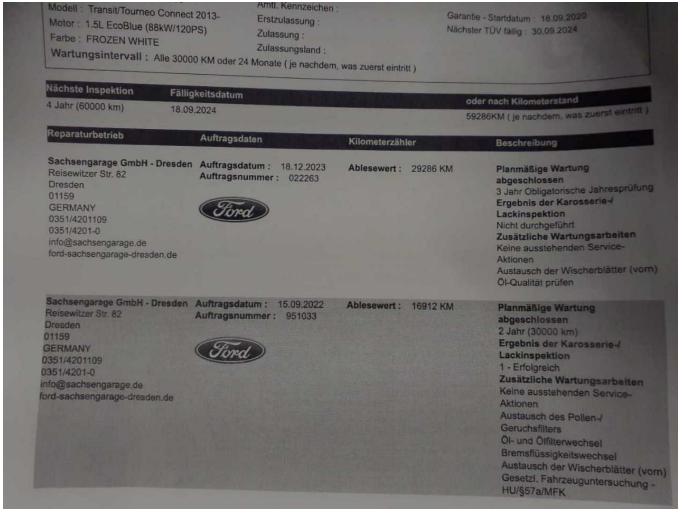 Modell : Transit/Tourneo Connect 2013-
Motor : 1.5L EcoBlue (88kW/120PS)
Farbe : FROZEN WHITE
Amtl. Kennzeichen :
Erstzulassung :
Zulassung :
Zulassungsland :
Garantie - Startdatum : 18.09.2020
Nächster TÜV fällig : 30.09.2024
Wartungsintervall : Alle 30000 KM oder 24 Monate ( je nachdem, was zuerst eintritt )
Nächste Inspektion Fälligkeitsdatum oder nach Kilometerstand
4 Jahr (60000 km) 18.09.2024 59286KM ( je nachdem, was zuerst eintritt )
Reparaturbetrieb Auftragsdaten Kilometerzähler Beschreibung
Sachsengarage GmbH - Dresden
Reisewitzer Str. 82
Dresden
01159
GERMANY
0351/4201109
0351/4201-0
info@sachsengarage.de
ford-sachsengarage-dresden.de
Auftragsdatum : 18.12.2023
Auftragsnummer : 022263
Ford
Ablesewert : 29286 KM
Planmäßige Wartung
abgeschlossen
3 Jahr Obligatorische Jahresprüfung
Ergebnis der Karosserie-/
Lackinspektion
Nicht durchgeführt
Zusätzliche Wartungsarbeiten
Keine ausstehenden Service-
Aktionen
Austausch der Wischerblätter (vorn)
Öl-Qualität prüfen
Sachsengarage GmbH - Dresden
Reisewitzer Str. 82
Dresden
01159
GERMANY
0351/4201109
0351/4201-0
info@sachsengarage.de
ford-sachsengarage-dresden.de
Auftragsdatum : 15.09.2022
Auftragsnummer : 951033
Ford
Ablesewert : 16912 KM
Planmäßige Wartung
abgeschlossen
2 Jahr (30000 km)
Ergebnis der Karosserie-/
Lackinspektion
1 - Erfolgreich
Zusätzliche Wartungsarbeiten
Keine ausstehenden Service-
Aktionen
Austausch des Pollen-/
Geruchsfilters
Öl- und Ölfilterwechsel
Bremsflüssigkeitswechsel
Austausch der Wischerblätter (vorn)
Gesetzl. Fahrzeuguntersuchung -
HU/§57a/MFK